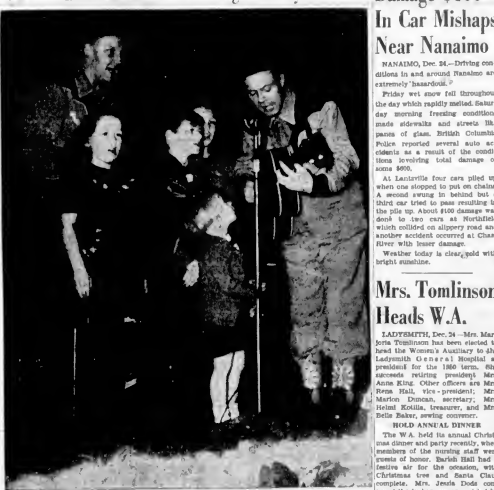 In Car Mishaps
Near Nanaimo
NANAIMO, Dec. 24.—Driving con-
ditions in and around Nanaimo are
extremely hazardous.
Friday wet snow fell throughout
the day which rapidly melted. Satur-
day morning freezing conditions
made sidewalks and streets like
panes of glass. British Columbia
Police reported several auto ac-
cidents as a result of the condi-
tions involving total damage of
some $600.
At Lantzville four cars piled up
when one stopped to put on chains.
A second swung in behind but a
third car tried to pass resulting in
the pile up. About $100 damage was
done to two cars at Northfield
which collided on slippery road and
another accident occurred at Chase
River with lesser damage.
Weather today is clear, cold with
bright sunshine.
Mrs. Tomlinson
Heads W.A.
LADYSMITH, Dec. 24—Mrs. Mar-
jorie Tomlinson has been elected to
head the Women's Auxiliary to the
Ladysmith General Hospital as
president for the 1950 term. She
succeeds retiring president Mrs.
Anna King. Other officers are Mrs.
Rena Hall, vice-president; Mrs.
Marion Duncan, secretary; Mrs.
Helmi Kotilla, treasurer, and Mrs.
Belle Baker, sewing convener.
HOLD ANNUAL DINNER
The W.A. held its annual Christ-
mas dinner and party recently, when
members of the nursing staff were
guests of honor. Parish Hall had a
festive air for the occasion, with
Christmas tree and Santa Claus
complete. Mrs. Jessie Dods con-